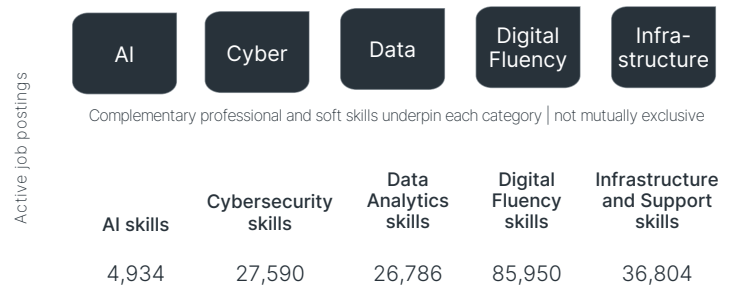 AI
Cyber
Data
Digital
Fluency
Infra-
structure
Complementary professional and soft skills underpin each category | not mutually exclusive
Active job postings
AI skills
Cybersecurity
skills
Data
Analytics
skills
Digital
Fluency
skills
Infrastructure
and Support
skills
4,934
27,590
26,786
85,950
36,804